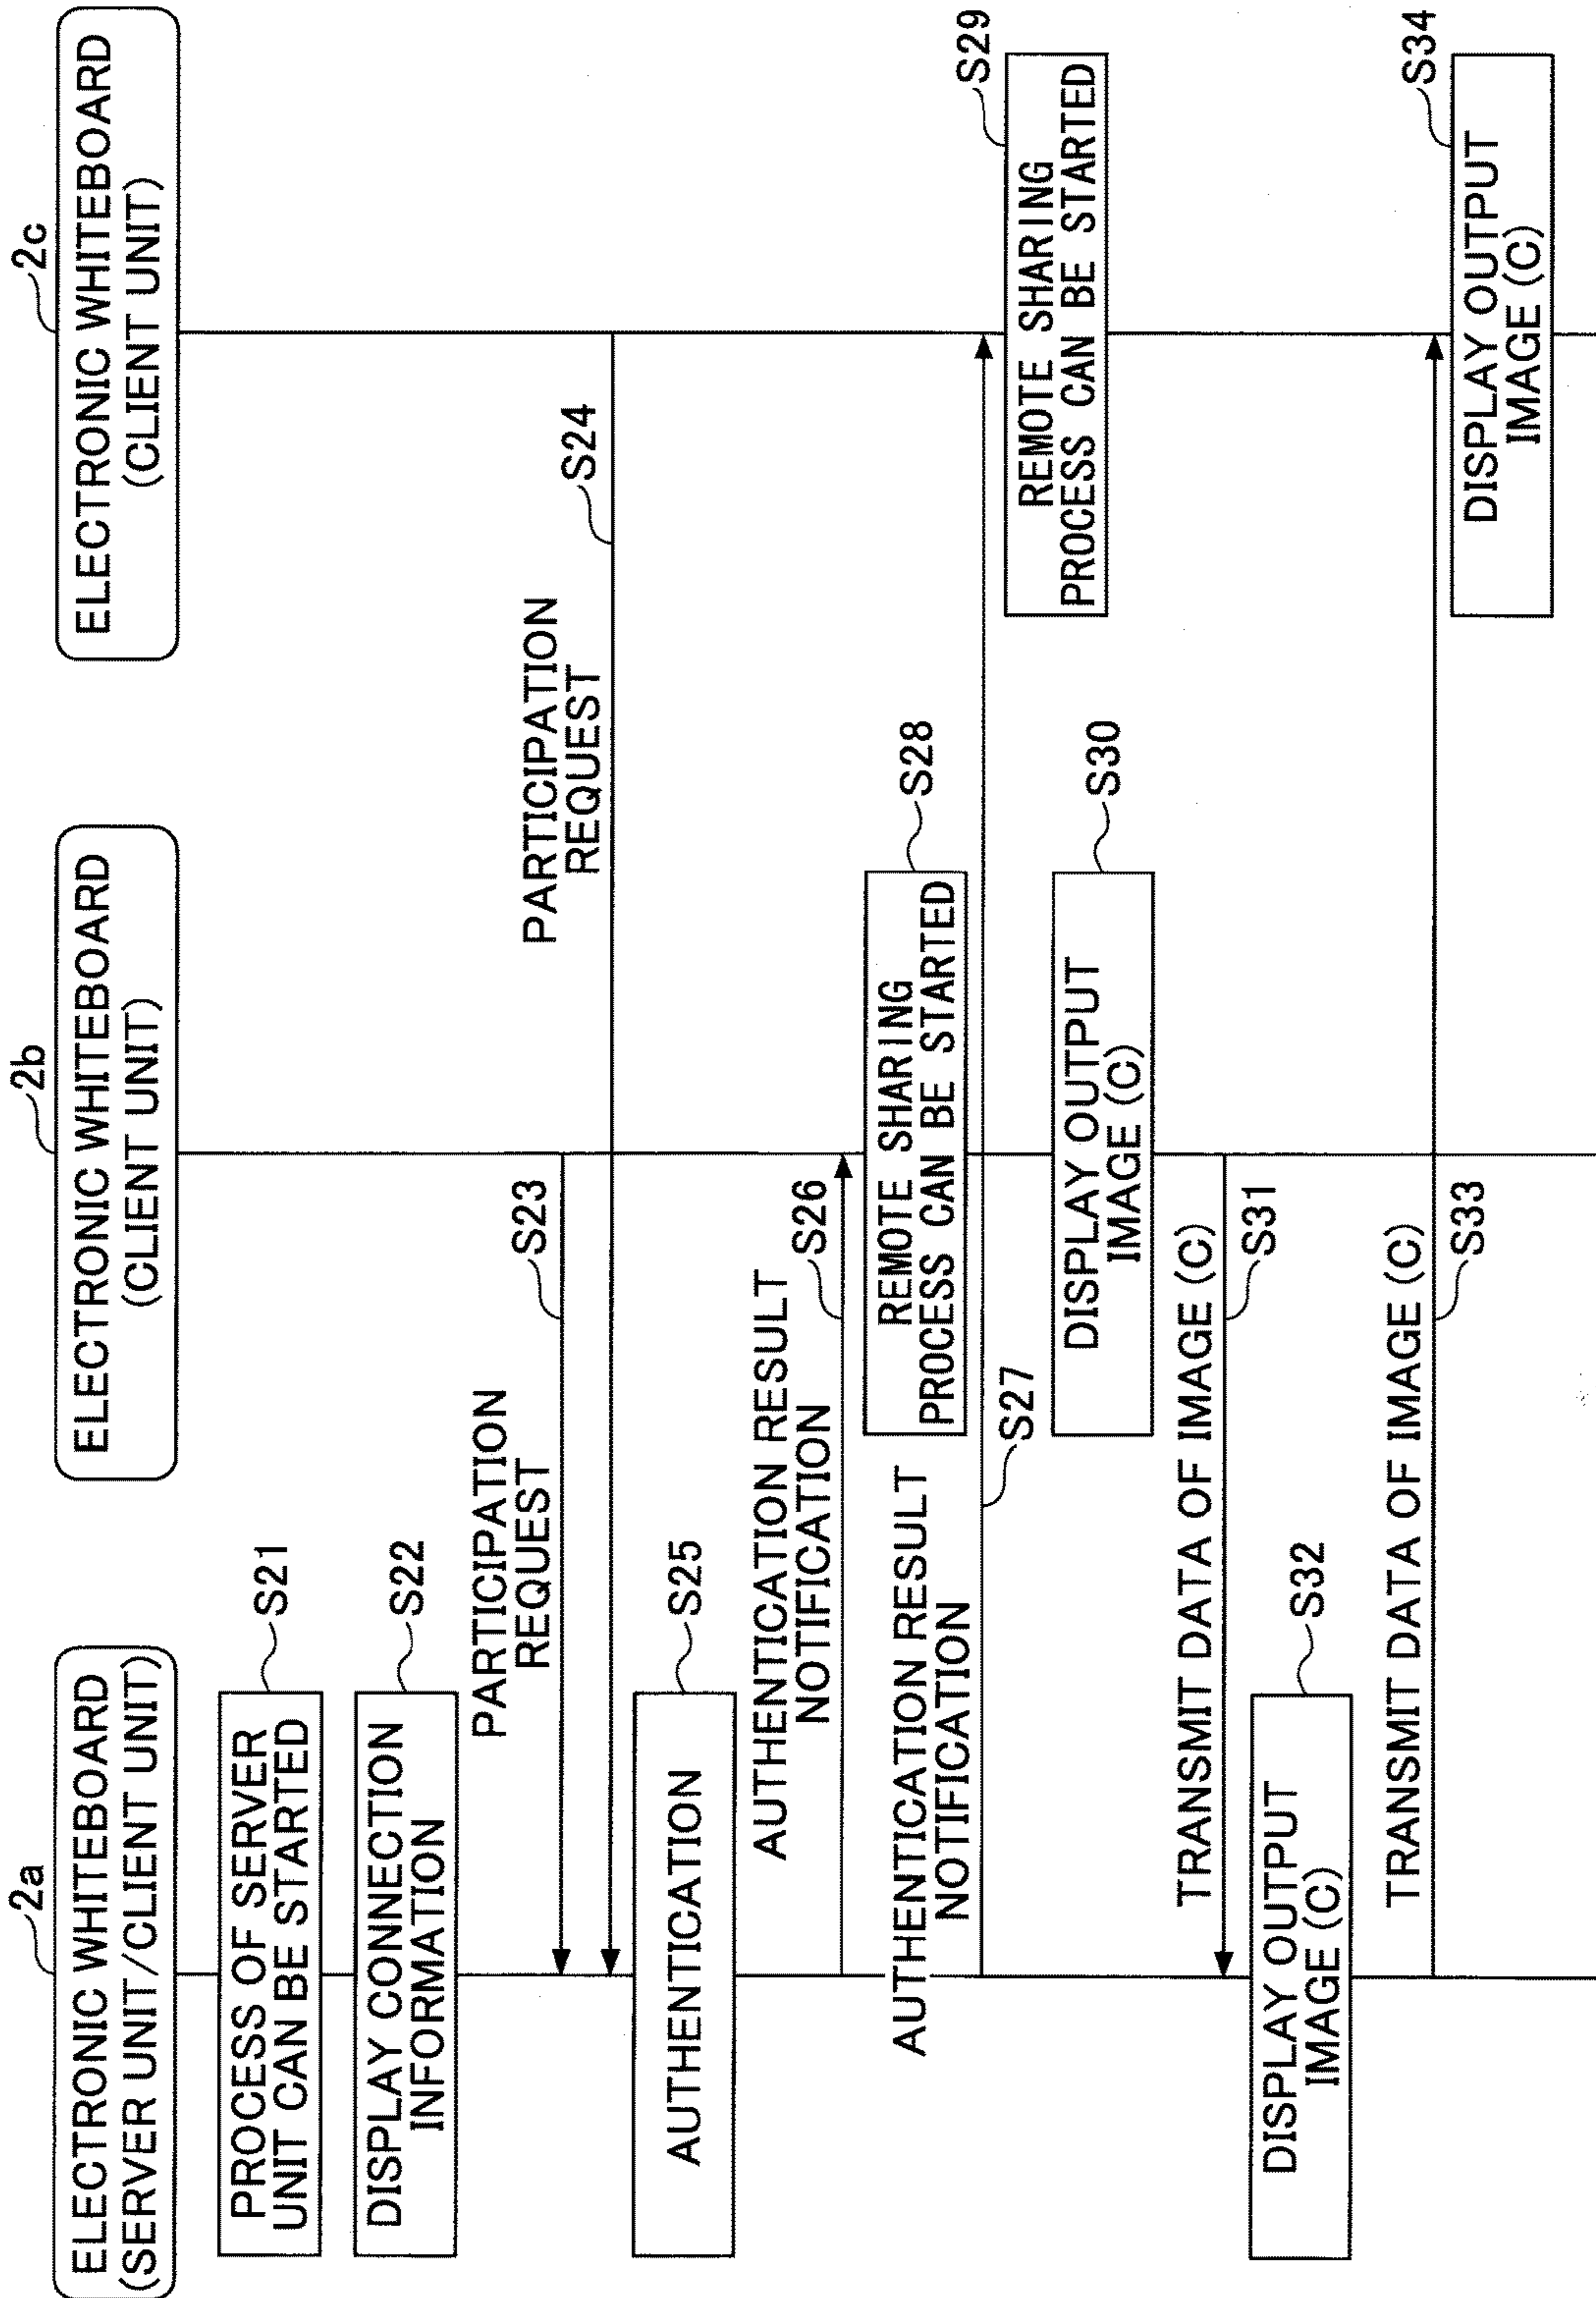 2a
ELECTRONIC WHITEBOARD
(SERVER UNIT/CLIENT UNIT)
2b
ELECTRONIC WHITEBOARD
(CLIENT UNIT)
2c
ELECTRONIC WHITEBOARD
(CLIENT UNIT)
PROCESS OF SERVER
UNIT CAN BE STARTED
S21
DISPLAY CONNECTION
INFORMATION
S22
PARTICIPATION
REQUEST
S23
PARTICIPATION
REQUEST
S24
AUTHENTICATION
S25
AUTHENTICATION RESULT
NOTIFICATION
S26
REMOTE SHARING
PROCESS CAN BE STARTED
S28
AUTHENTICATION RESULT
NOTIFICATION
S27
REMOTE SHARING
PROCESS CAN BE STARTED
S29
DISPLAY OUTPUT
IMAGE (C)
S30
TRANSMIT DATA OF IMAGE (C)
S31
DISPLAY OUTPUT
IMAGE (C)
S32
TRANSMIT DATA OF IMAGE (C)
S33
DISPLAY OUTPUT
IMAGE (C)
S34